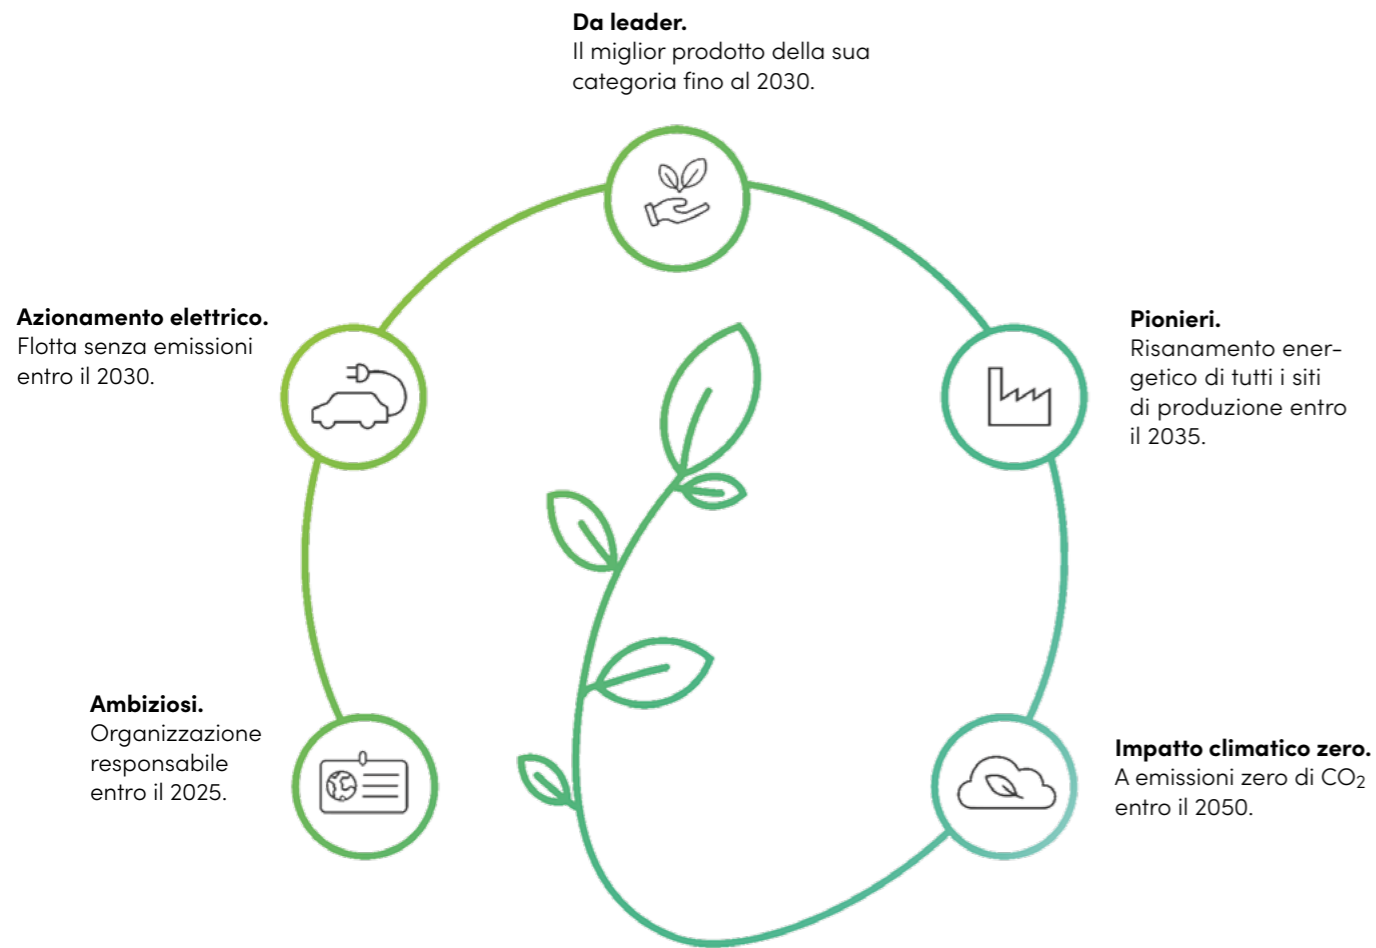 Da leader.
Il miglior prodotto della sua
categoria fino al 2030.
Azionamento elettrico.
Flotta senza emissioni
entro il 2030.
Pionieri.
Risanamento ener-
getico di tutti i siti
di produzione entro
il 2035.
Ambiziosi.
Organizzazione
responsabile
entro il 2025.
Impatto climatico zero.
A emissioni zero di CO₂
entro il 2050.